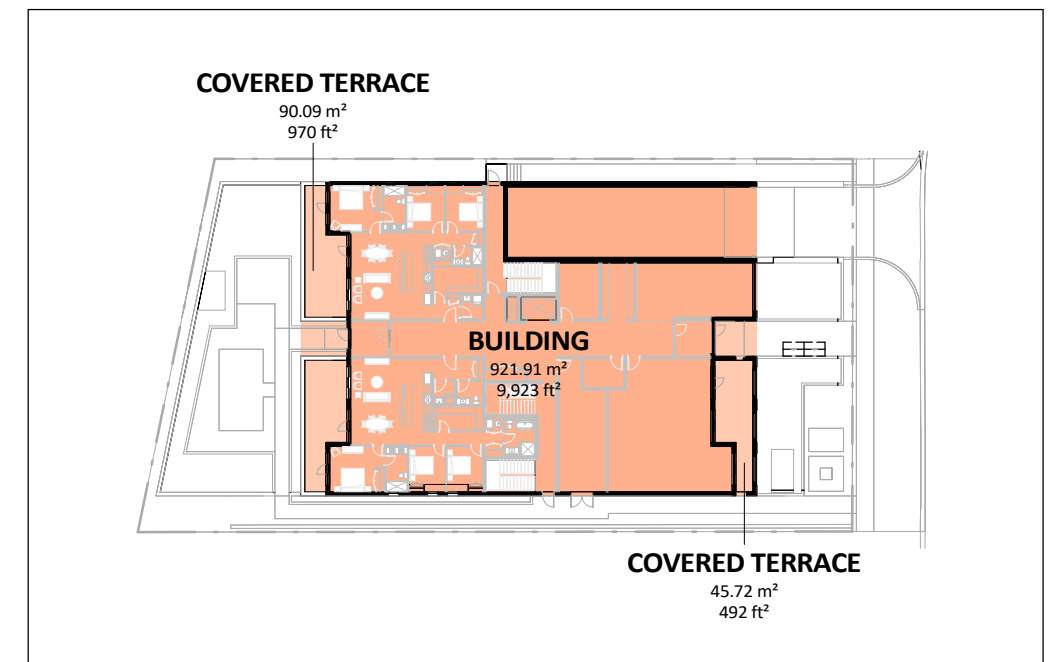 COVERED TERRACE
90.09 m²
970 ft²
BUILDING
921.91 m²
9,923 ft²
COVERED TERRACE
45.72 m²
492 ft²